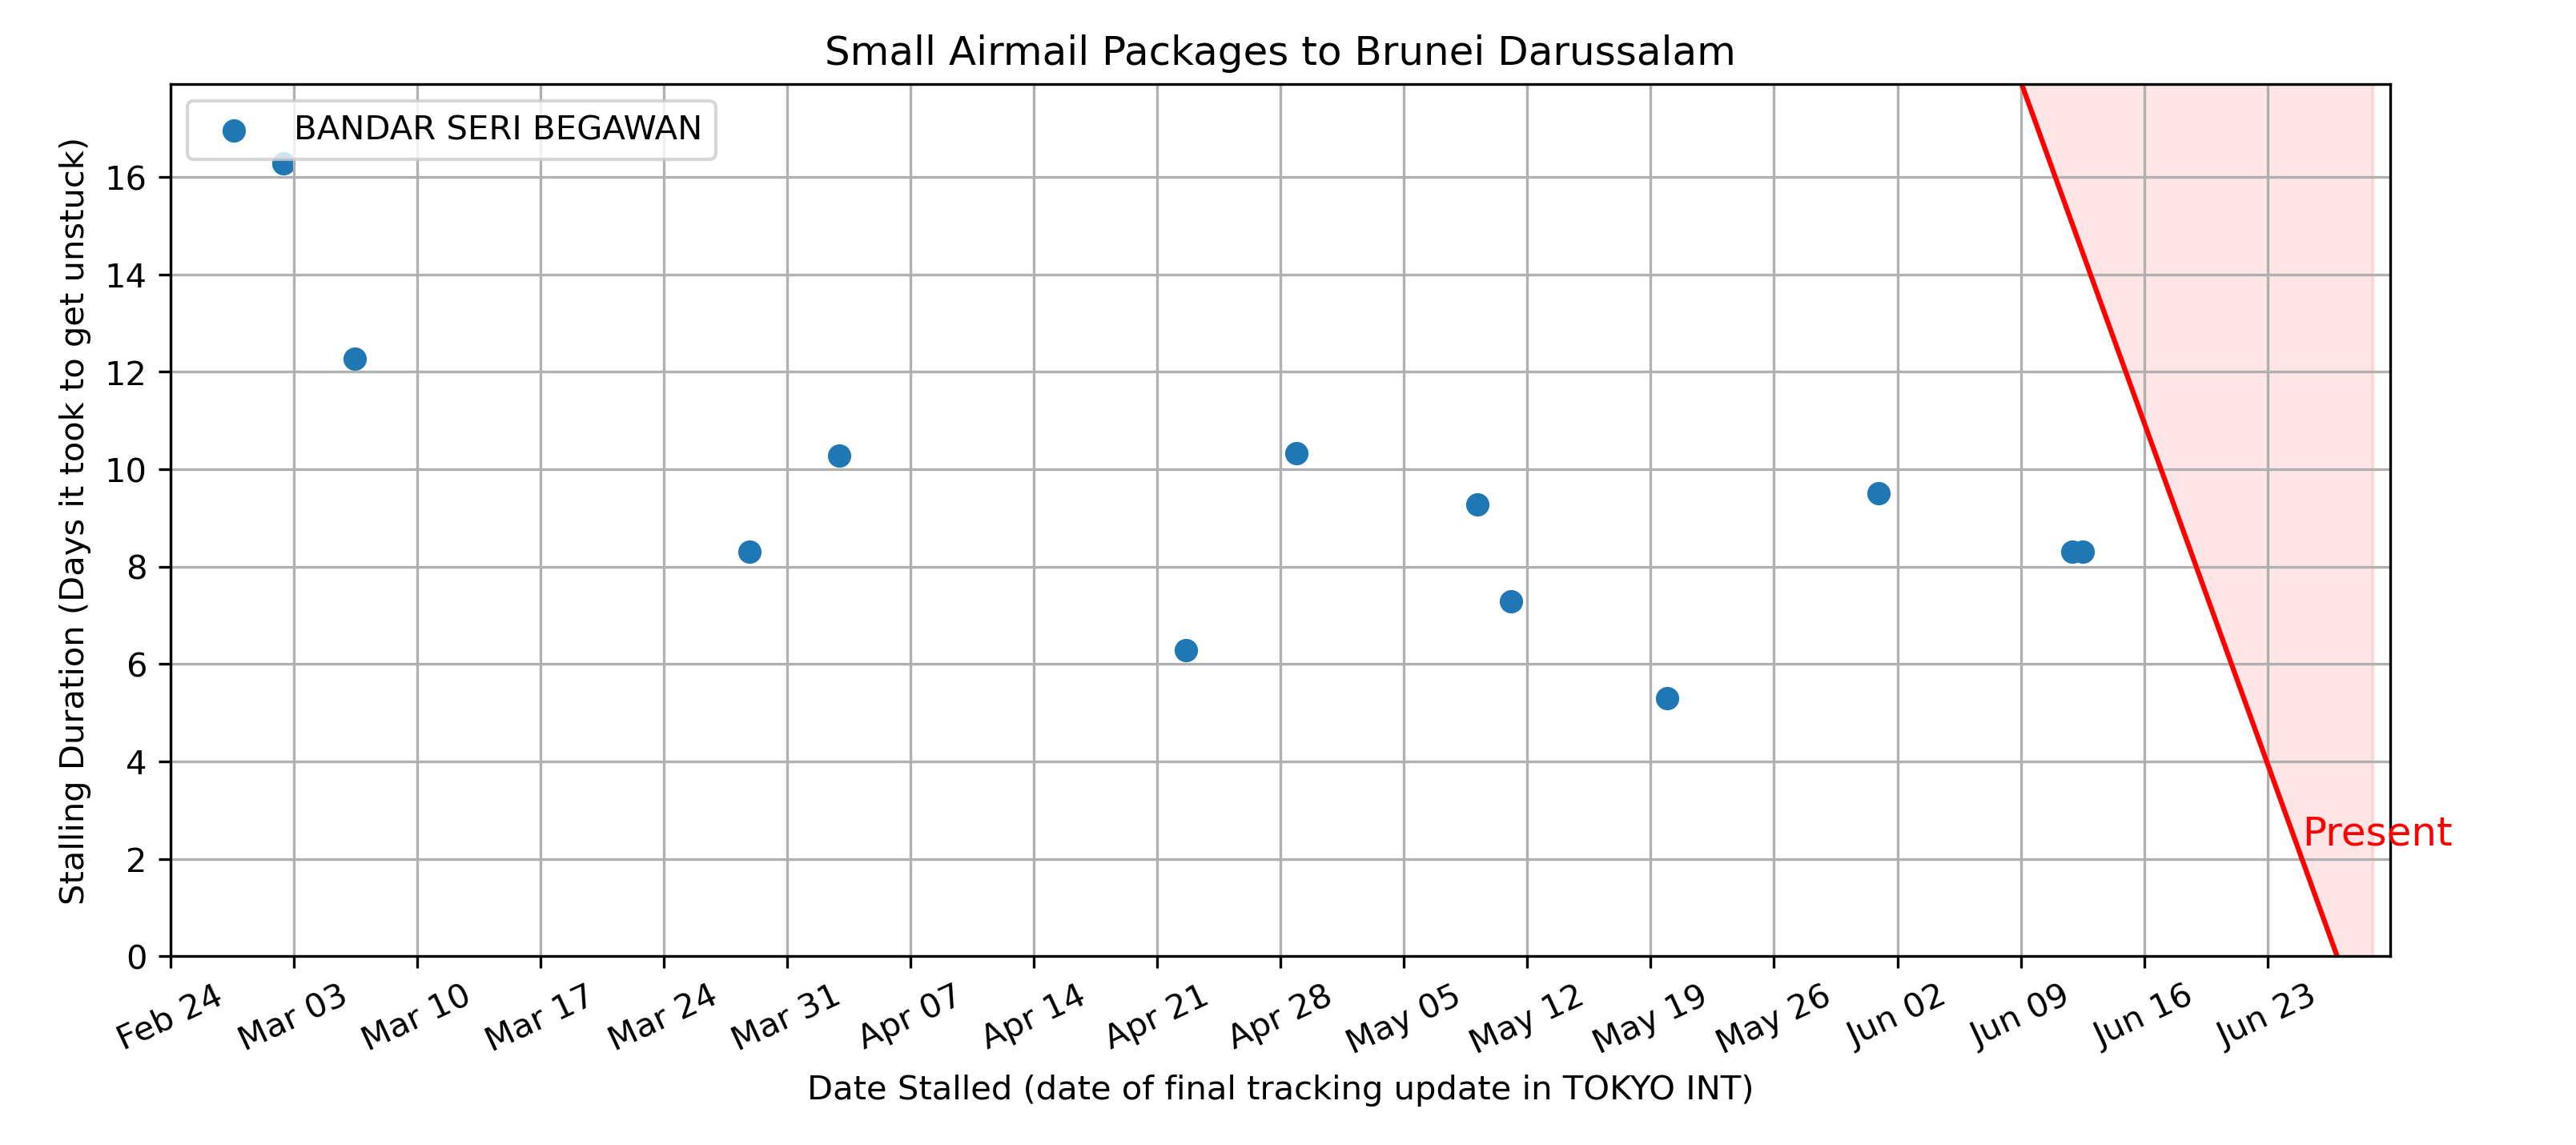 Small Airmail Packages to Brunei Darussalam
BANDAR SERI BEGAWAN
Stalling Duration (Days it took to get unstuck)
16
14
12
10
8
6
4
2
0
Present
Feb 24
Mar 03
Mar 10
Mar 17
Mar 24
Mar 31
Apr 07
Apr 14
Apr 21
Apr 28
May 05
May 12
May 19
May 26
Jun 02
Jun 09
Jun 16
Jun 23
Date Stalled (date of final tracking update in TOKYO INT)